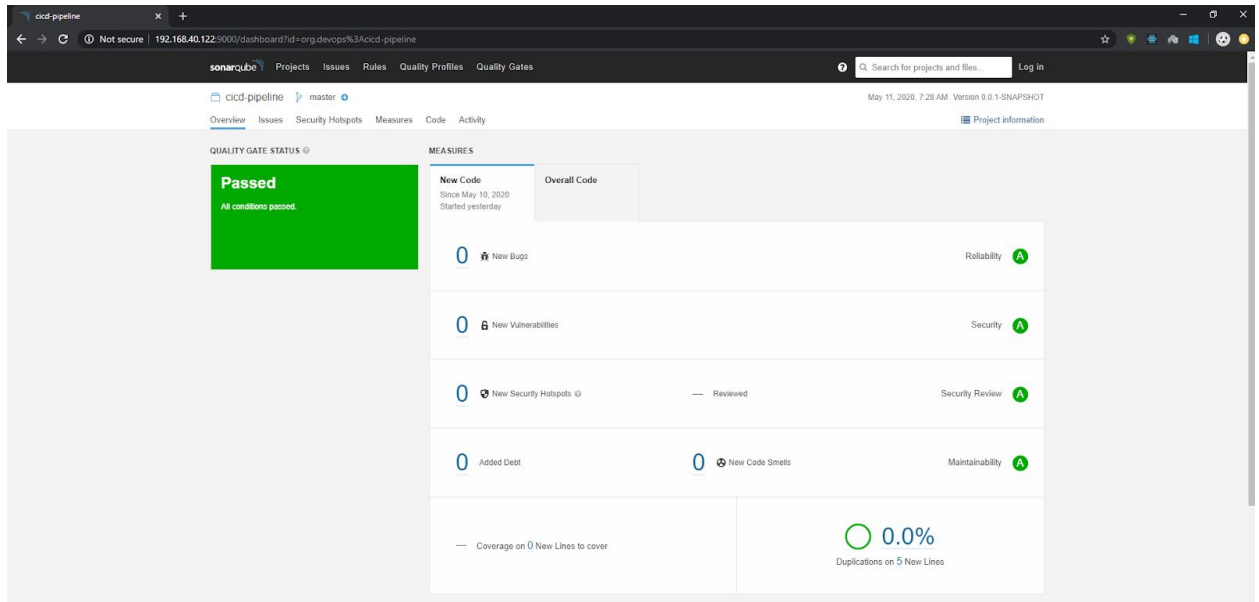 cicd-pipeline
Not secure | 192.168.40.122:9000/dashboard?id=org.devops%3Acicd-pipeline
sonarqube Projects Issues Rules Quality Profiles Quality Gates Search for projects and files... Log in
cicd-pipeline master May 11, 2020, 7:28 AM Version 0.0.1-SNAPSHOT
Overview Issues Security Hotspots Measures Code Activity Project information
QUALITY GATE STATUS MEASURES
Passed
All conditions passed.
New Code Overall Code
Since May 10, 2020
Started yesterday
0 New Bugs Reliability A
0 New Vulnerabilities Security A
0 New Security Hotspots — Reviewed Security Review A
0 Added Debt 0 New Code Smells Maintainability A
— Coverage on 0 New Lines to cover
0.0%
Duplications on 5 New Lines